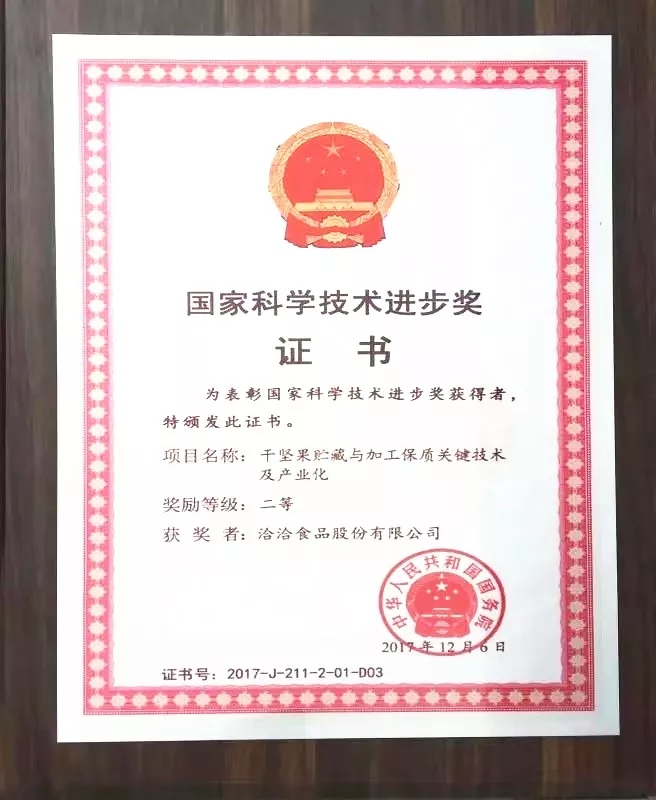 国家科学技术进步奖
证 书
为表彰国家科学技术进步奖获得者，
特颁发此证书。
项目名称：干坚果贮藏与加工保质关键技术
及产业化
奖励等级：二等
获 奖 者：洽洽食品股份有限公司
中华人民共和国国务院
2017年12月6日
证书号：2017-J-211-2-01-D03